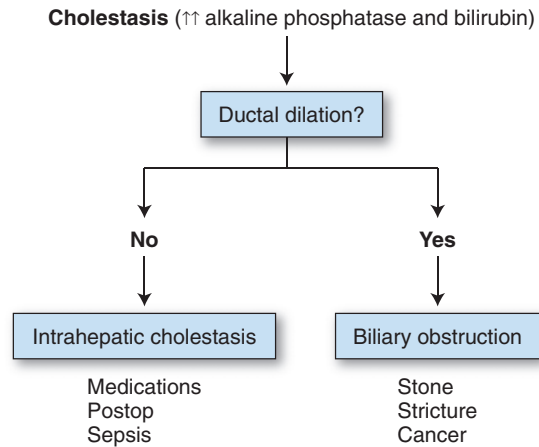 Cholestasis (↑↑ alkaline phosphatase and bilirubin)
Ductal dilation?
No
Yes
Intrahepatic cholestasis
Biliary obstruction
Medications
Postop
Sepsis
Stone
Stricture
Cancer